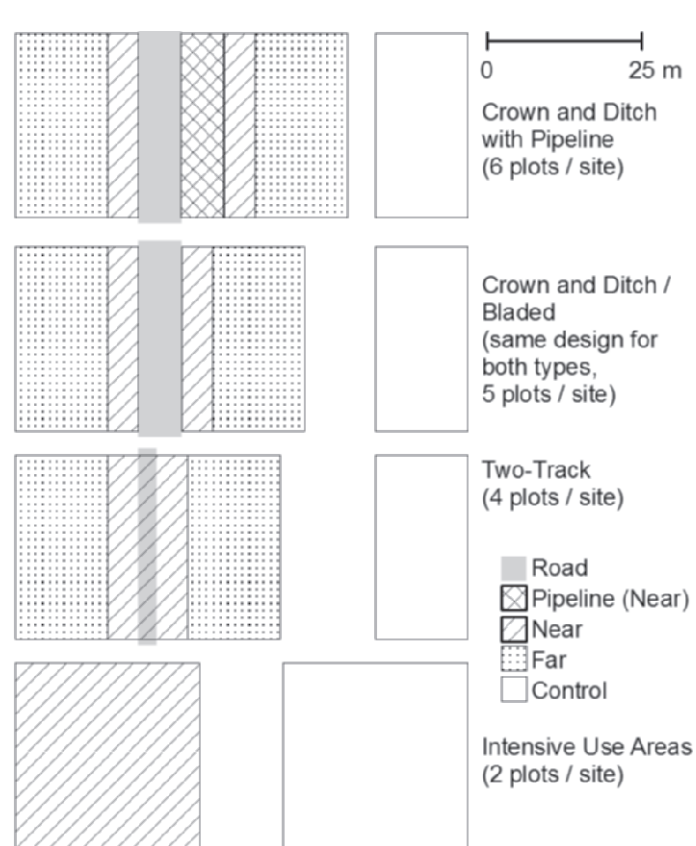 0 25 m
Crown and Ditch
with Pipeline
(6 plots / site)
Crown and Ditch /
Bladed
(same design for
both types,
5 plots / site)
Two-Track
(4 plots / site)
Road
Pipeline (Near)
Near
Far
Control
Intensive Use Areas
(2 plots / site)